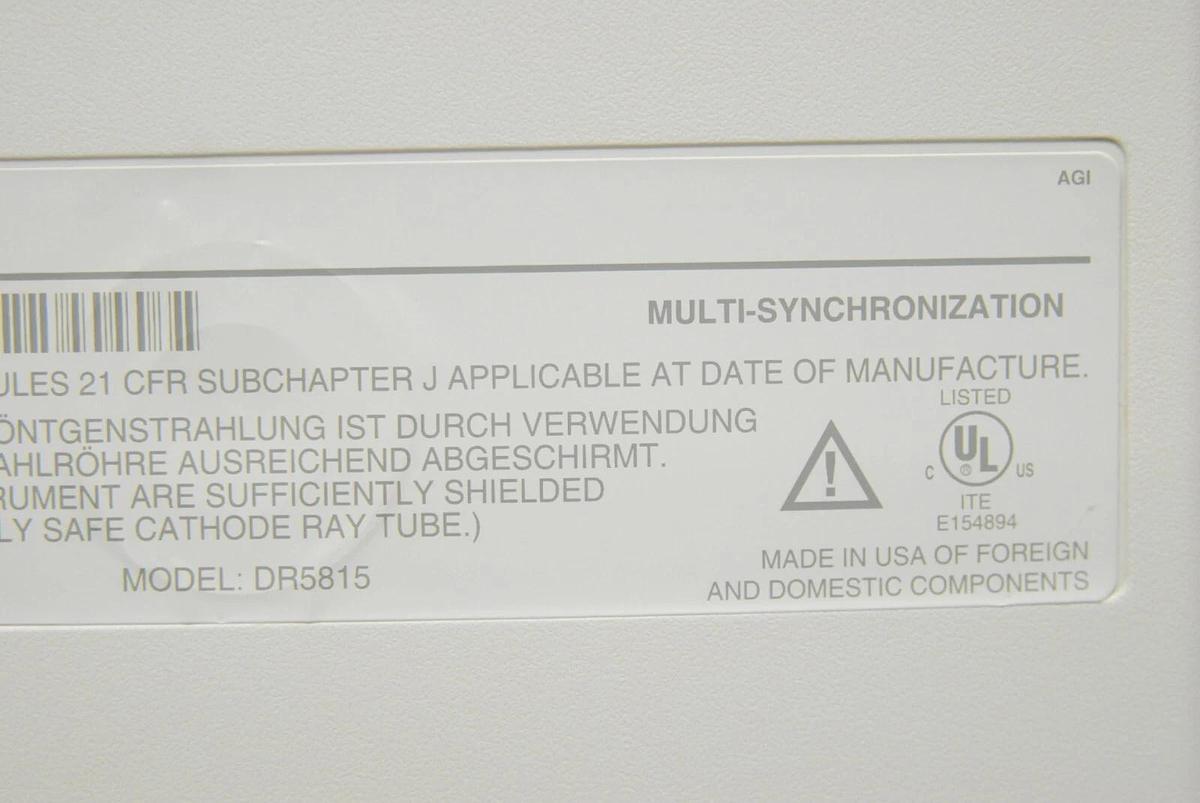 AGI
MULTI-SYNCHRONIZATION
ULES 21 CFR SUBCHAPTER J APPLICABLE AT DATE OF MANUFACTURE.
ÖNTGENSTRAHLUNG IST DURCH VERWENDUNG
AHLRÖHRE AUSREICHEND ABGESCHIRMT.
RUMENT ARE SUFFICIENTLY SHIELDED
LY SAFE CATHODE RAY TUBE.)
MODEL: DR5815
!
LISTED
C UL ® US
ITE
E154894
MADE IN USA OF FOREIGN
AND DOMESTIC COMPONENTS